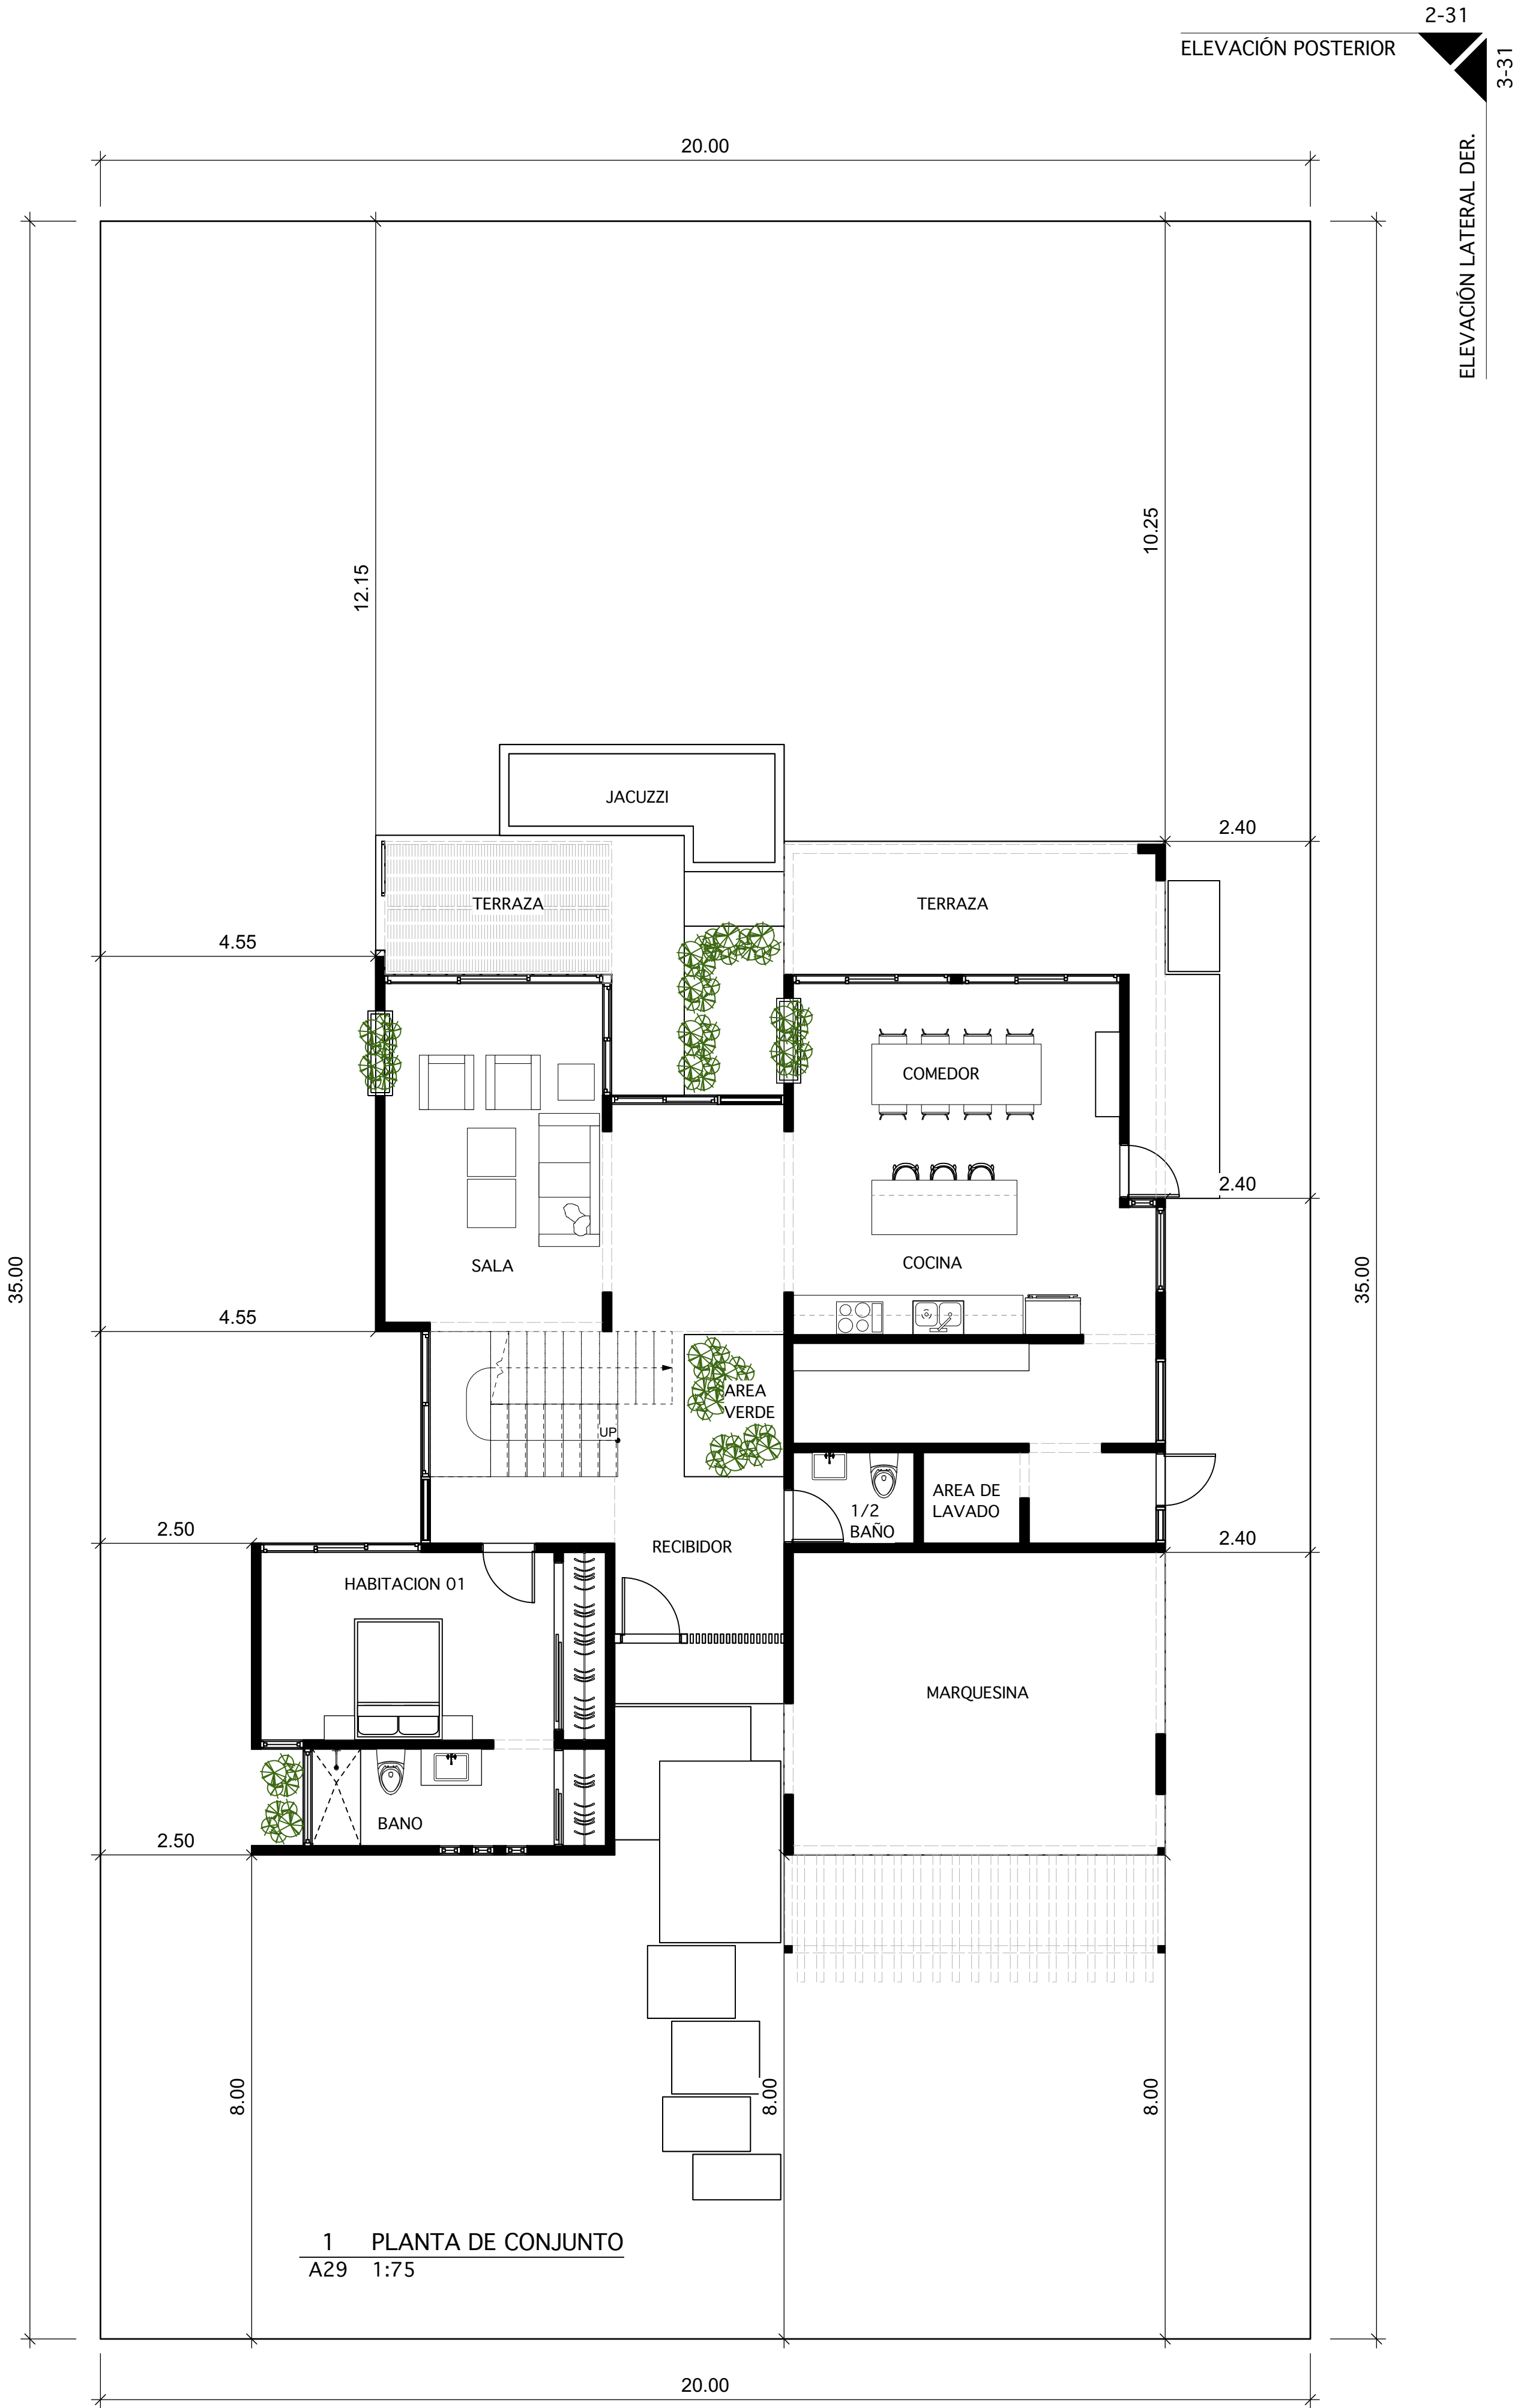 2-31
ELEVACIÓN POSTERIOR
3-31
ELEVACIÓN LATERAL DER.
20.00
10.25
12.15
JACUZZI
2.40
TERRAZA
TERRAZA
4.55
COMEDOR
2.40
COCINA
SALA
35.00
35.00
4.55
AREA
VERDE
UP
AREA DE
LAVADO
1/2
BAÑO
2.50
2.40
RECIBIDOR
HABITACION 01
MARQUESINA
BANO
2.50
8.00
8.00
8.00
1 PLANTA DE CONJUNTO
A29 1:75
20.00